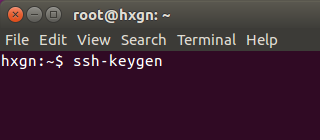 root@hxgn: ~
File Edit View Search Terminal Help
hxgn:~$ ssh-keygen